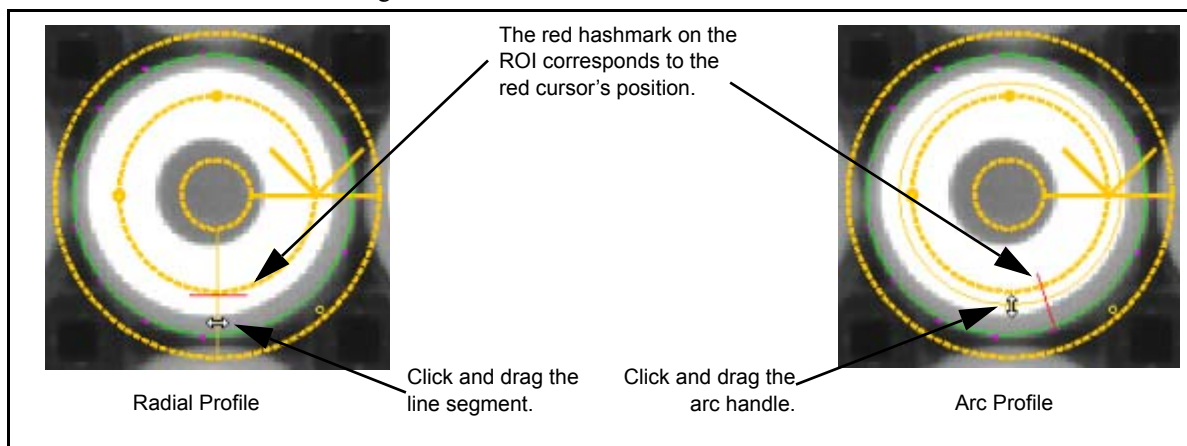 The red hashmark on the
ROI corresponds to the
red cursor’s position.
Click and drag the
line segment.
Click and drag the
arc handle.
Radial Profile
Arc Profile